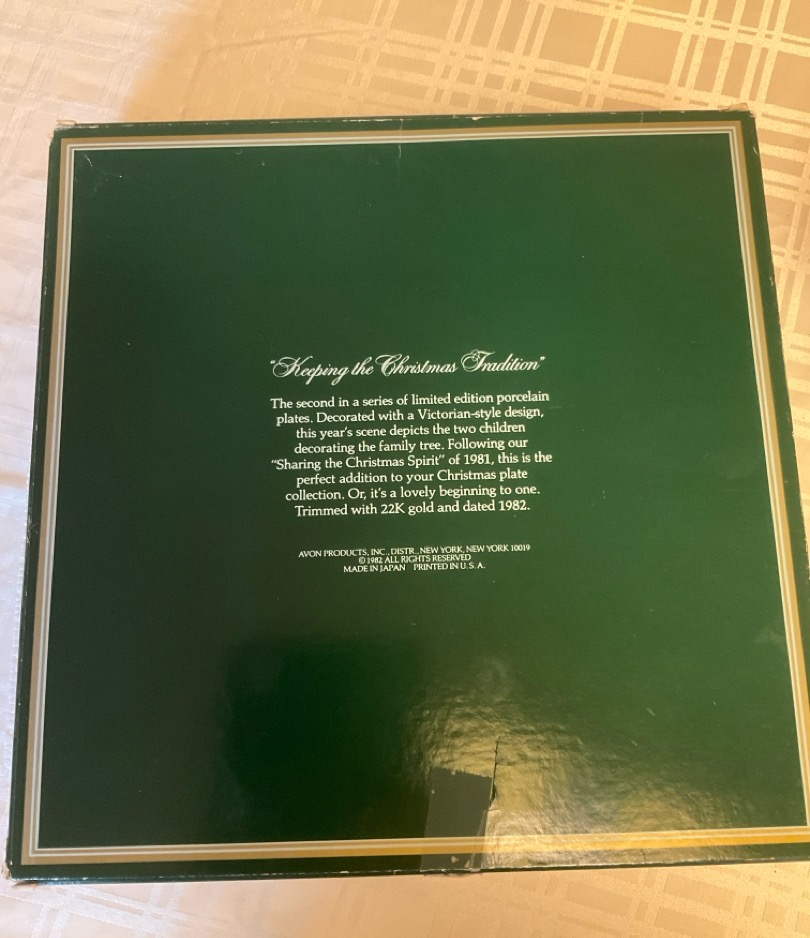 "Keeping the Christmas Tradition"
The second in a series of limited edition porcelain
plates. Decorated with a Victorian-style design,
this year's scene depicts the two children
decorating the family tree. Following our
"Sharing the Christmas Spirit" of 1981, this is the
perfect addition to your Christmas plate
collection. Or, it's a lovely beginning to one.
Trimmed with 22K gold and dated 1982.
AVON PRODUCTS, INC., DISTR., NEW YORK, NEW YORK 10019
© 1982 ALL RIGHTS RESERVED
MADE IN JAPAN PRINTED IN U.S.A.